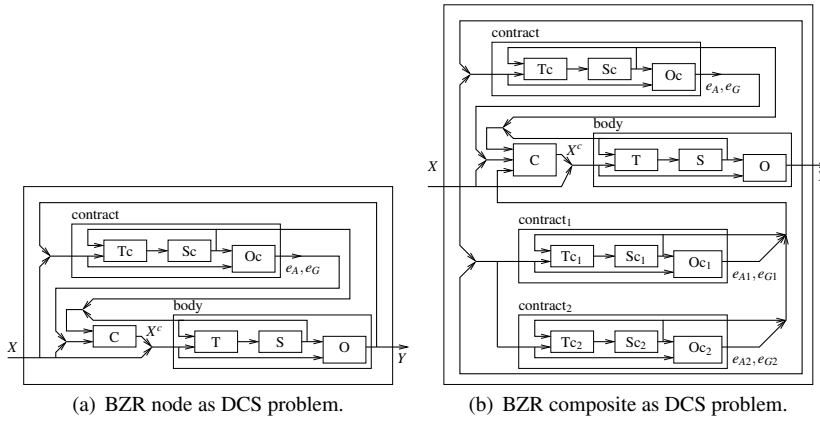 contract
Tc Sc Oc
e_A, e_G
body
X^c
X C T S O Y
(a) BZR node as DCS problem.
contract
Tc Sc Oc
e_A, e_G
body
X^c
X C T S O
contract_1
Tc_1 Sc_1 Oc_1
e_A1, e_G1
contract_2
Tc_2 Sc_2 Oc_2
e_A2, e_G2
(b) BZR composite as DCS problem.